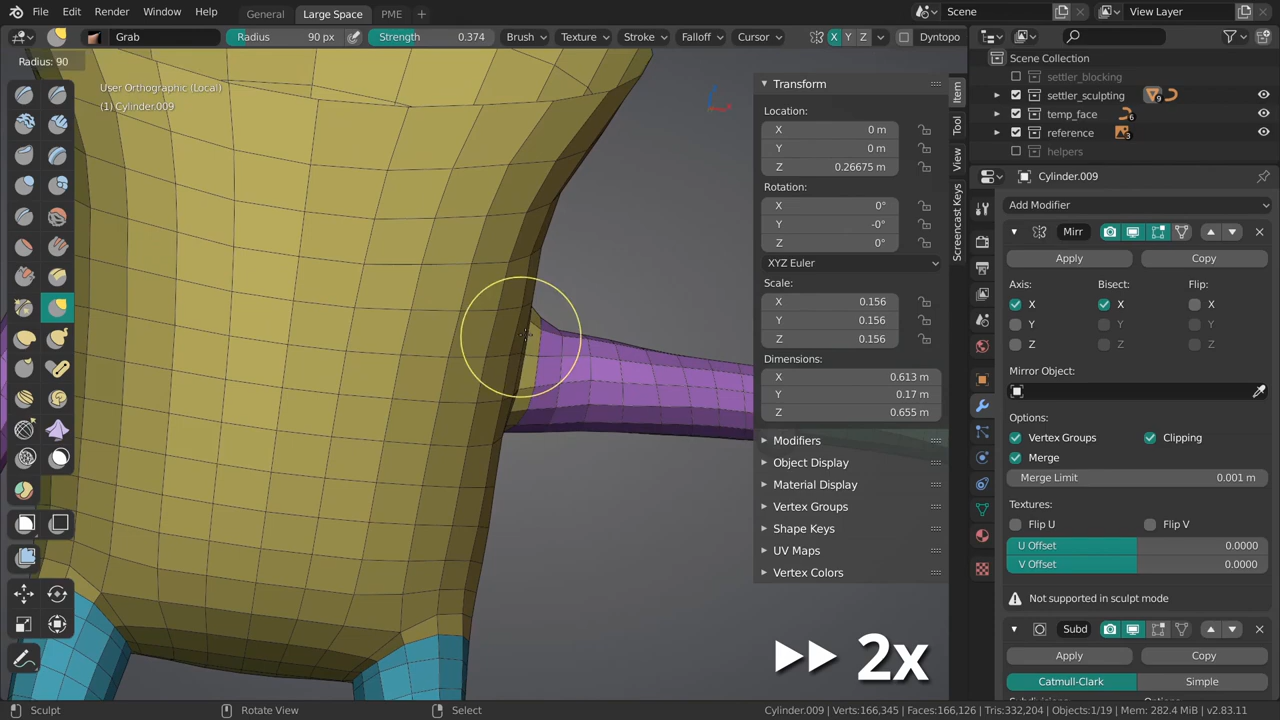 File Edit Render Window Help General Large Space PME Scene View Layer
Grab Radius 90 px Strength 0.374 Brush Texture Stroke Falloff Cursor X Y Z Dyntopo
Radius: 90
User Orthographic (Local)
(1) Cylinder.009
Transform
Location:
X 0 m
Y 0 m
Z 0.26675 m
Rotation:
X 0°
Y -0°
Z 0°
XYZ Euler
Scale:
X 0.156
Y 0.156
Z 0.156
Dimensions:
X 0.613 m
Y 0.17 m
Z 0.655 m
Modifiers
Object Display
Material Display
Vertex Groups
Shape Keys
UV Maps
Vertex Colors
Item
Tool
View
Screencast Keys
Scene Collection
settler_blocking
settler_sculpting 9
temp_face 6
reference 3
helpers
Cylinder.009
Add Modifier
Mirr
Apply Copy
Axis: Bisect: Flip:
X X X
Y Y Y
Z Z Z
Mirror Object:
Options:
Vertex Groups Clipping
Merge
Merge Limit 0.001 m
Textures:
Flip U Flip V
U Offset 0.0000
V Offset 0.0000
Not supported in sculpt mode
Subd
Apply Copy
Catmull-Clark Simple
2x
Sculpt Rotate View Select Cylinder.009 | Verts:166,345 | Faces:166,126 | Tris:332,204 | Objects:1/19 | Mem: 282.4 MiB | v2.83.11